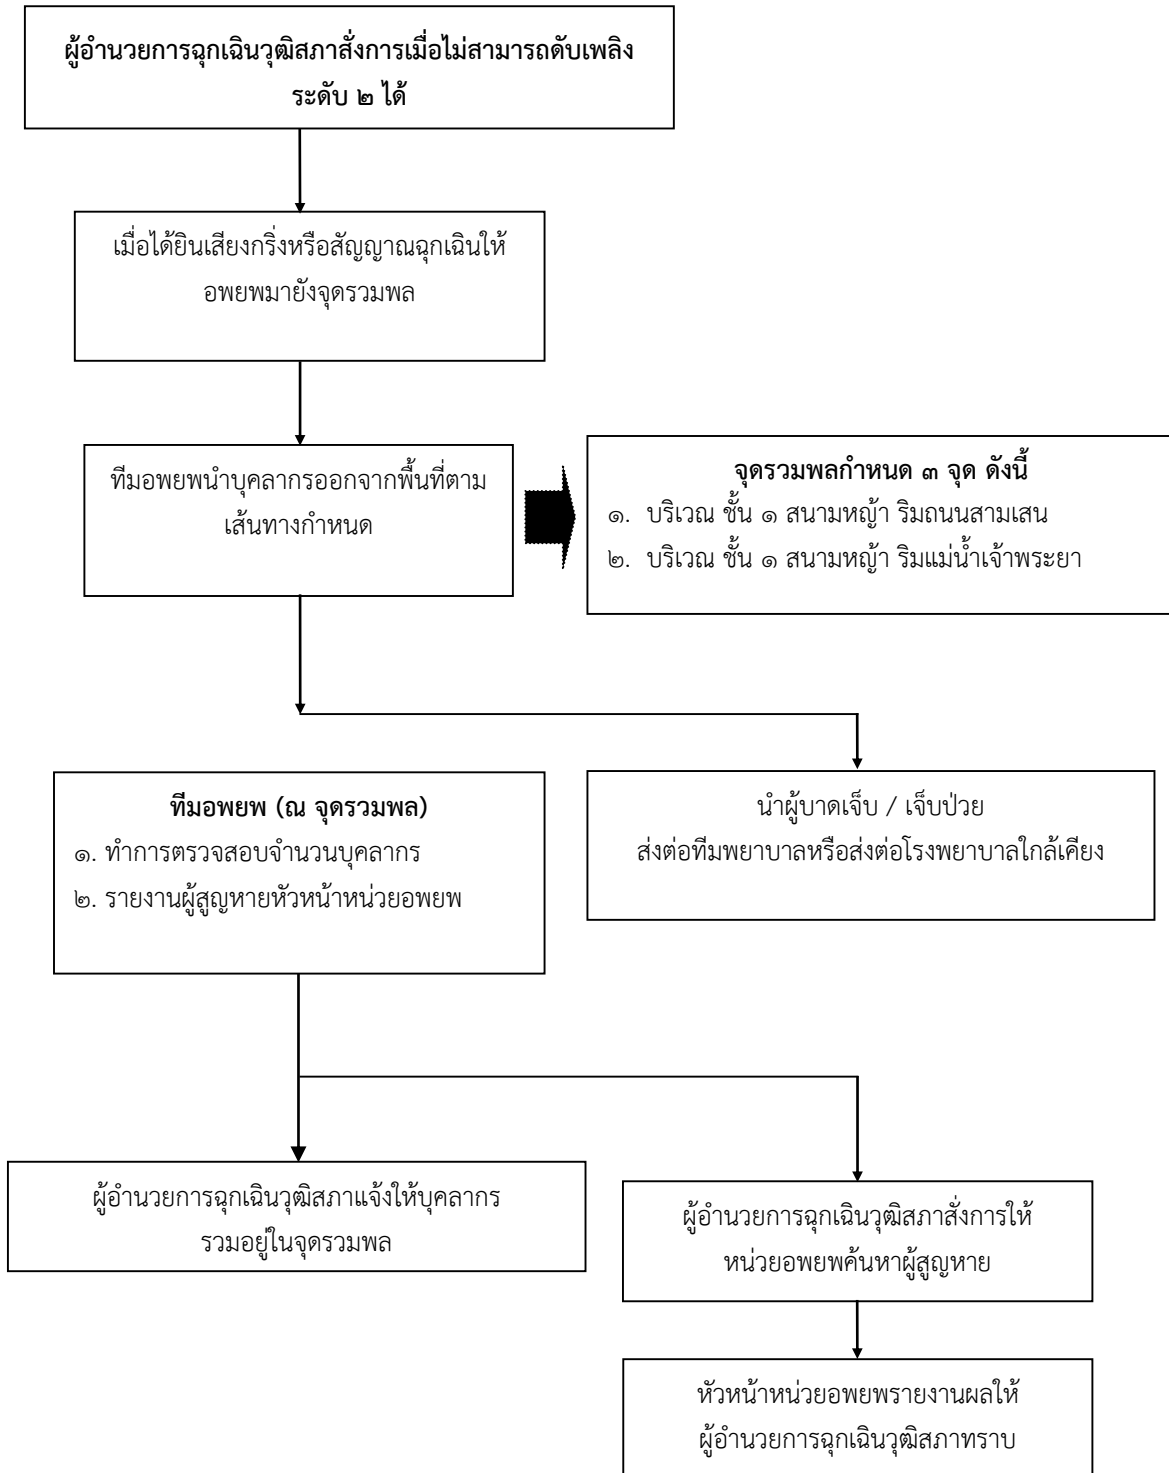 ผู้อำนวยการฉุกเฉินวุฒิสภาสั่งการเมื่อไม่สามารถดับเพลิง
ระดับ ๒ ได้
เมื่อได้ยินเสียงกริ่งหรือสัญญาณฉุกเฉินให้
อพยพมายังจุดรวมพล
ทีมอพยพนำบุคลากรออกจากพื้นที่ตาม
เส้นทางกำหนด
จุดรวมพลกำหนด ๓ จุด ดังนี้
๑. บริเวณ ชั้น ๑ สนามหญ้า ริมถนนสามเสน
๒. บริเวณ ชั้น ๑ สนามหญ้า ริมแม่น้ำเจ้าพระยา
ทีมอพยพ (ณ จุดรวมพล)
๑. ทำการตรวจสอบจำนวนบุคลากร
๒. รายงานผู้สูญหายหัวหน้าหน่วยอพยพ
นำผู้บาดเจ็บ / เจ็บป่วย
ส่งต่อทีมพยาบาลหรือส่งต่อโรงพยาบาลใกล้เคียง
ผู้อำนวยการฉุกเฉินวุฒิสภาแจ้งให้บุคลากร
รวมอยู่ในจุดรวมพล
ผู้อำนวยการฉุกเฉินวุฒิสภาสั่งการให้
หน่วยอพยพค้นหาผู้สูญหาย
หัวหน้าหน่วยอพยพรายงานผลให้
ผู้อำนวยการฉุกเฉินวุฒิสภาทราบ